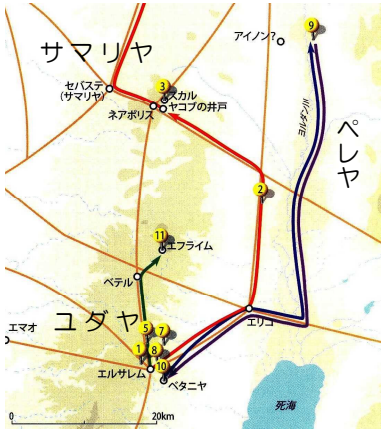 9
サマリヤ
アイノン?
3
スカル
セバステ
(サマリヤ)
ヤコブの井戸
ネアポリス
ヨルダン川
ペレヤ
2
11
エフライム
ベテル
ユダヤ
5
7
エリコ
エマオ
1
8
10
エルサレム
ベタニヤ
死海
0
20km